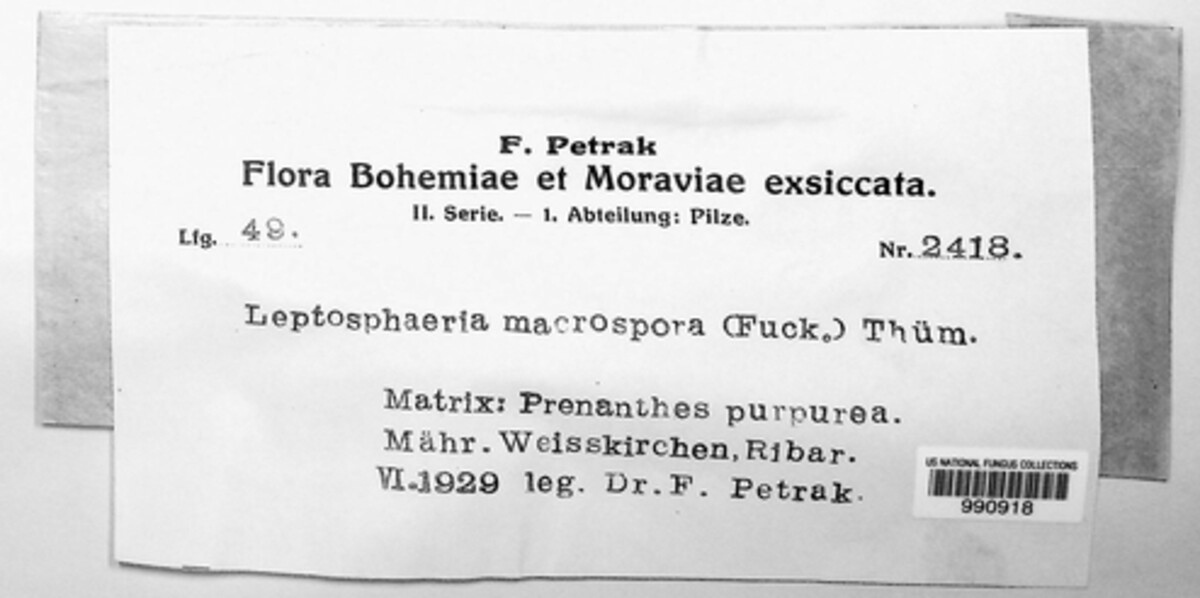 F. Petrak
Flora Bohemiae et Moraviae exsiccata.
II. Serie. — 1. Abteilung: Pilze.
Lfg. 49.
Nr. 2418.
Leptosphaeria macrospora (Fuck.) Thüm.
Matrix: Prenanthes purpurea.
Mähr. Weisskirchen, Ribar.
VI.1929 leg. Dr. F. Petrak.
US NATIONAL FUNGUS COLLECTIONS
990918